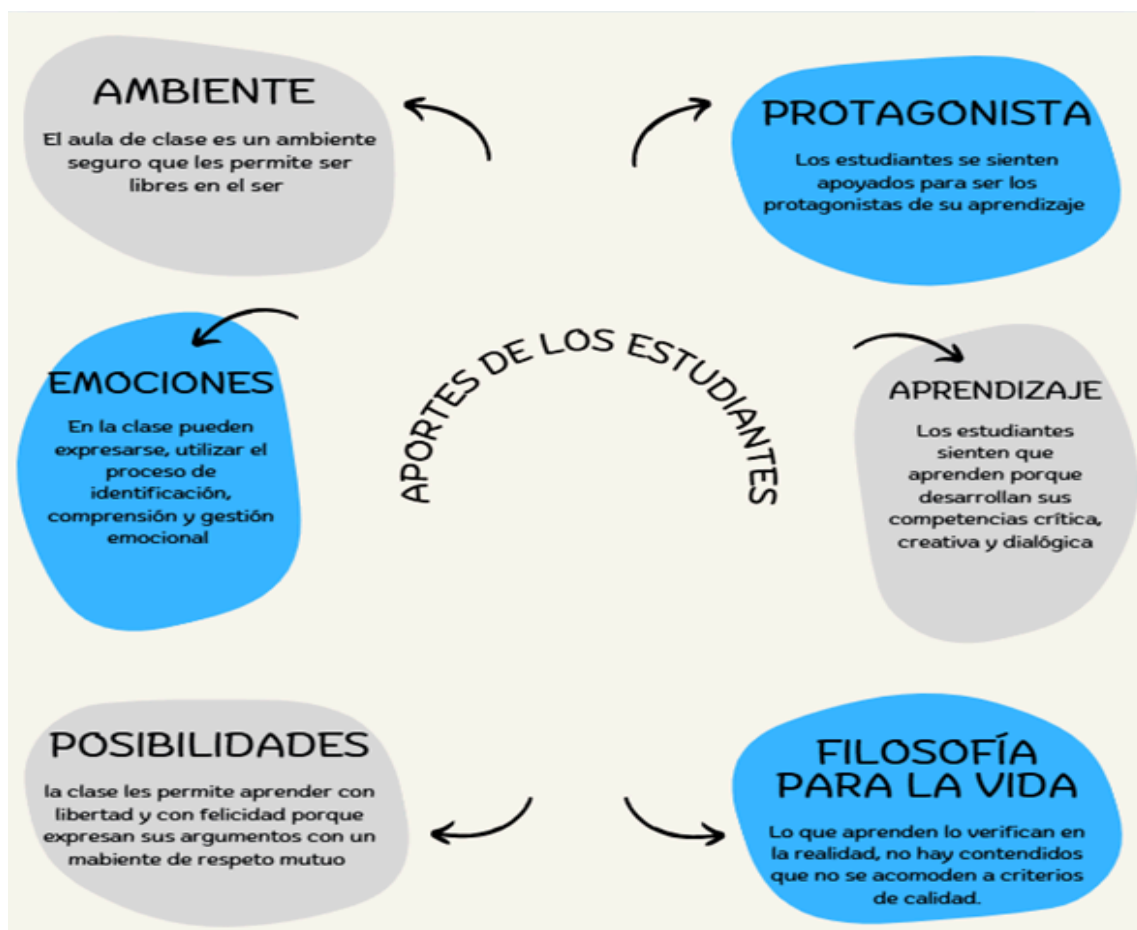 AMBIENTE
El aula de clase es un ambiente
seguro que les permite ser
libres en el ser
PROTAGONISTA
Los estudiantes se sienten
apoyados para ser los
protagonistas de su aprendizaje
APORTES DE LOS ESTUDIANTES
EMOCIONES
En la clase pueden
expresarse, utilizar el
proceso de
identificación,
comprensión y gestión
emocional
APRENDIZAJE
Los estudiantes
sienten que
aprenden porque
desarrollan sus
competencias crítica,
creativa y dialógica
POSIBILIDADES
la clase les permite aprender con
libertad y con felicidad porque
expresan sus argumentos con un
mabiente de respeto mutuo
FILOSOFÍA
PARA LA VIDA
Lo que aprenden lo verifican en
la realidad, no hay contendidos
que no se acomoden a criterios
de calidad.